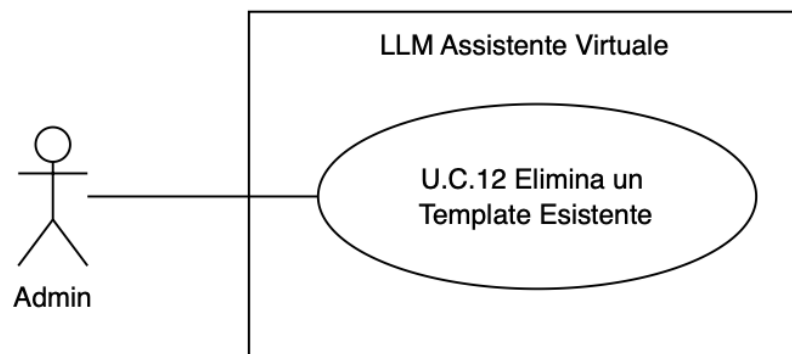 LLM Assistente Virtuale
U.C.12 Elimina un
Template Esistente
Admin